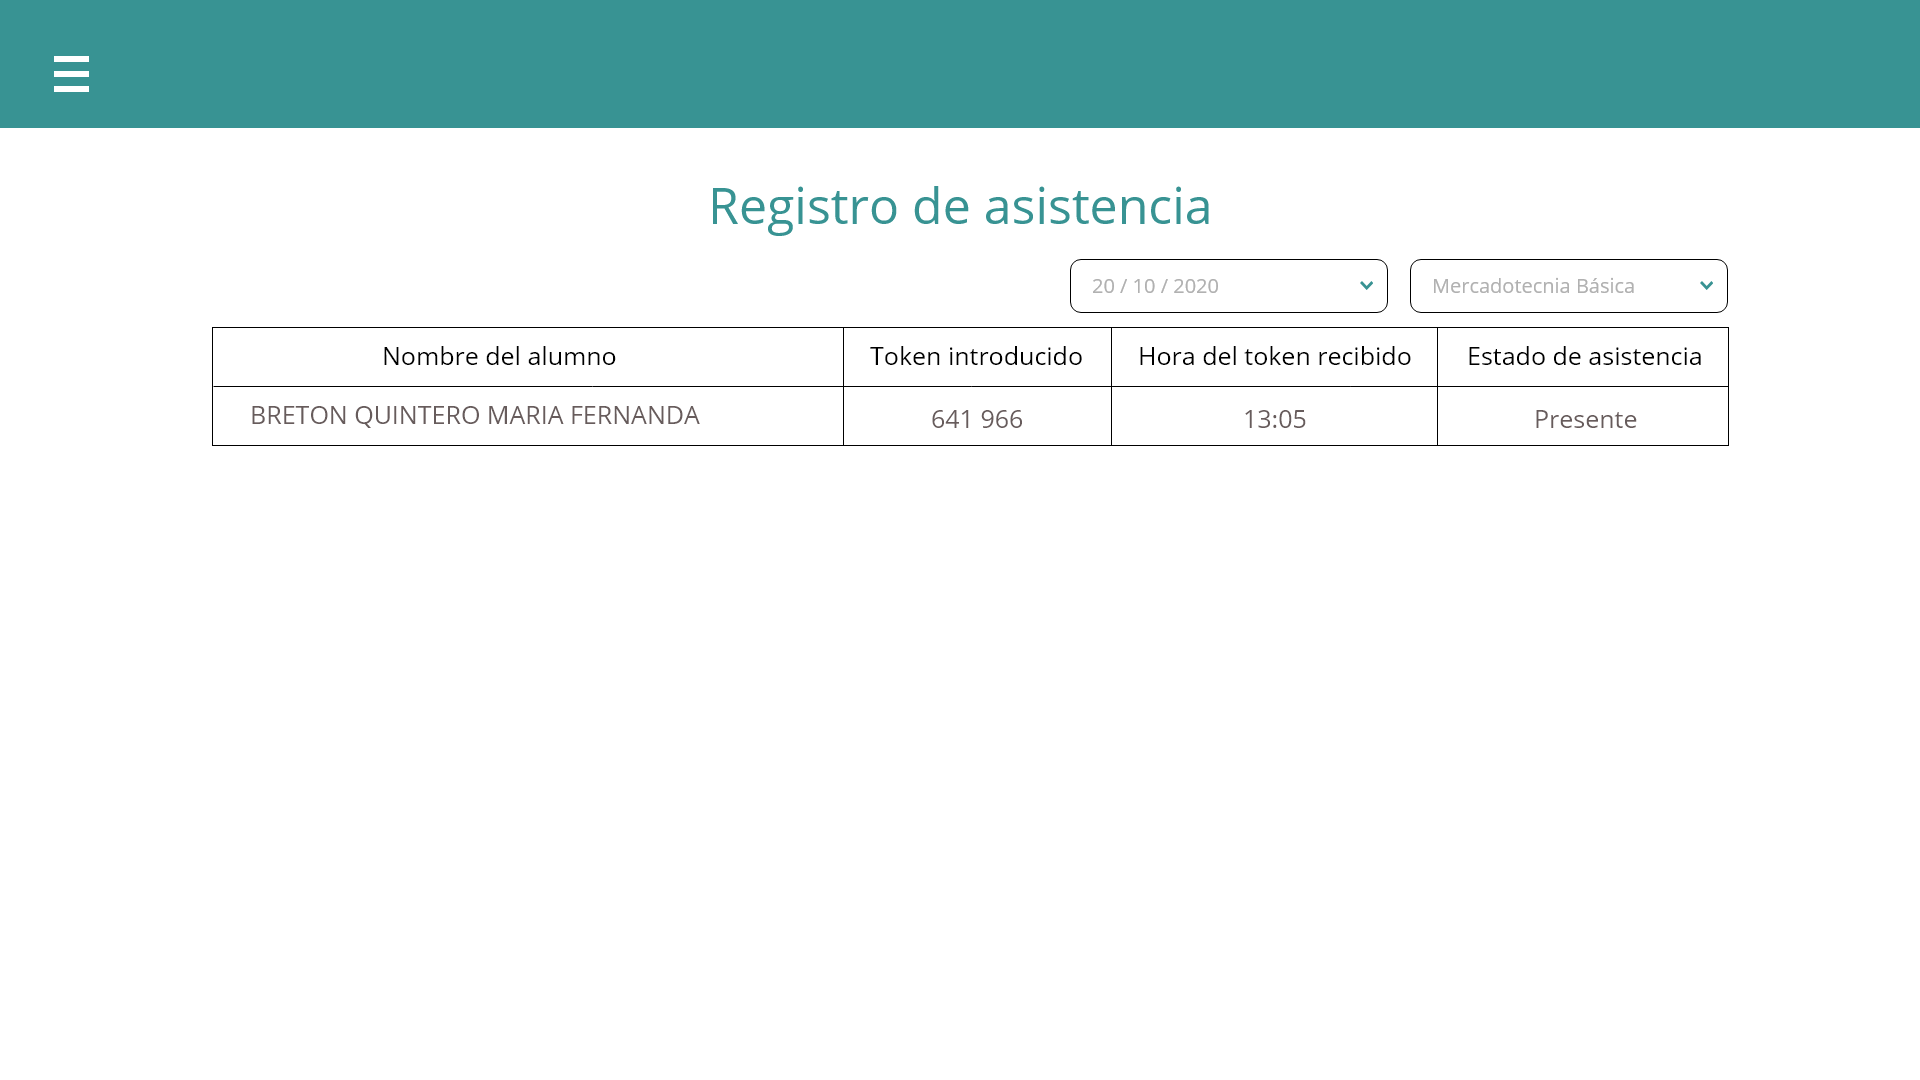 Registro de asistencia
20 / 10 / 2020
Mercadotecnia Básica
Nombre del alumno
Token introducido
Hora del token recibido
Estado de asistencia
BRETON QUINTERO MARIA FERNANDA
641 966
13:05
Presente